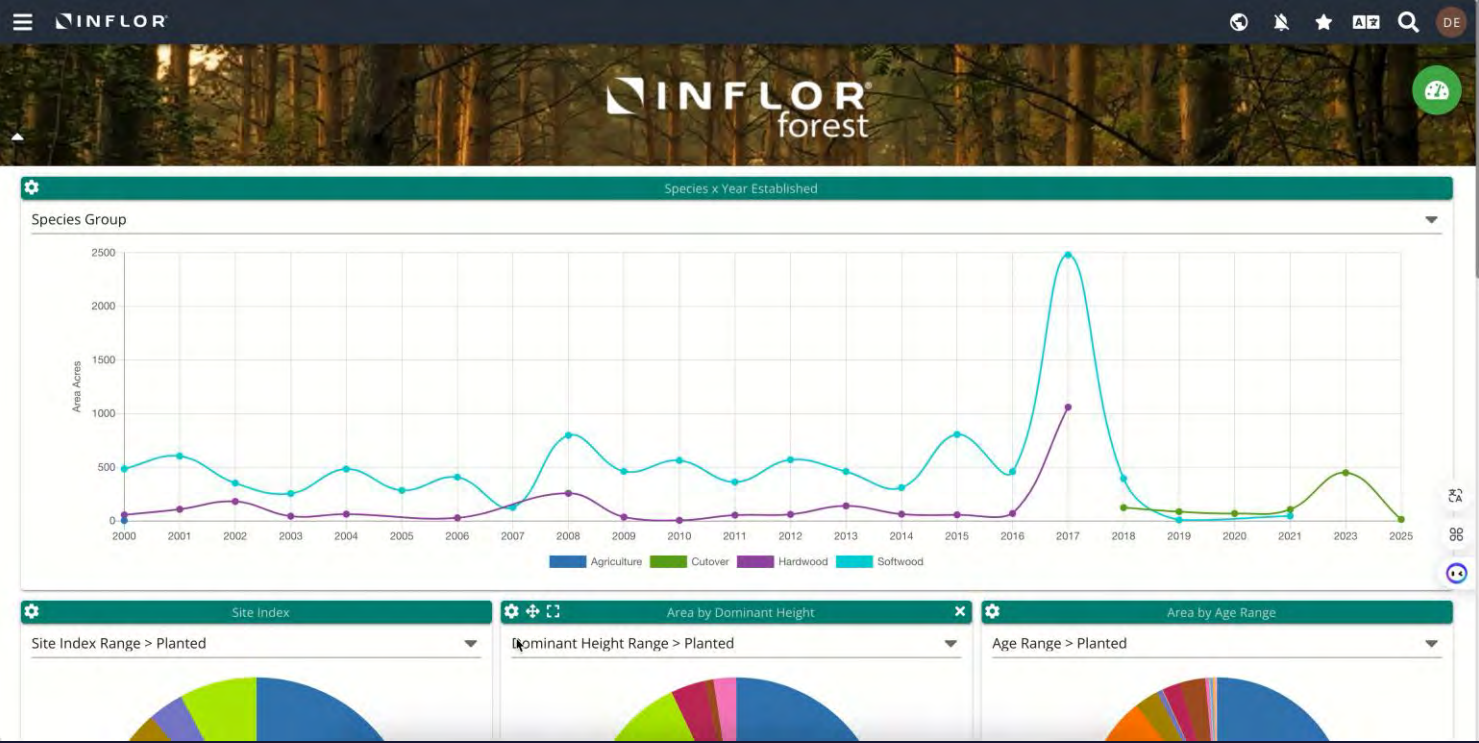 INFLOR
DE
INFLOR
forest
Species x Year Established
Species Group
2500
2000
1500
1000
500
0
Area Acres
2000 2001 2002 2003 2004 2005 2006 2007 2008 2009 2010 2011 2012 2013 2014 2015 2016 2017 2018 2019 2020 2021 2023 2025
Agriculture Cutover Hardwood Softwood
Site Index Area by Dominant Height Area by Age Range
Site Index Range > Planted Dominant Height Range > Planted Age Range > Planted